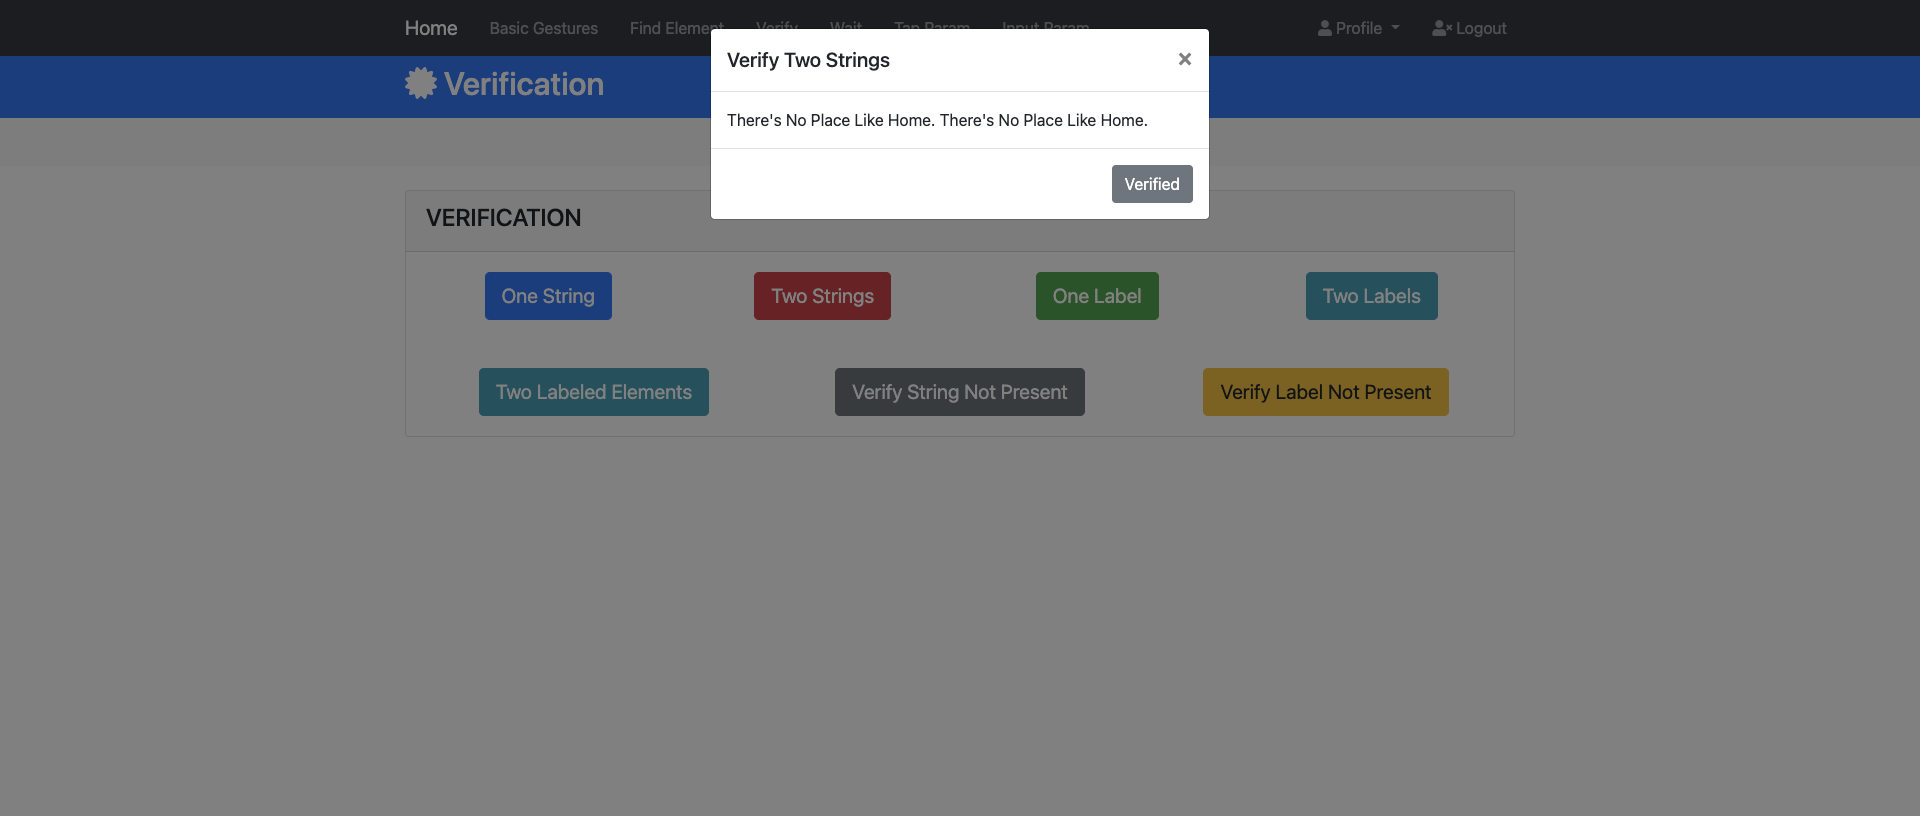 Home Basic Gestures Find Element Verify Wait Tap Param Input Param Profile Logout
Verification
Verify Two Strings ×
There's No Place Like Home. There's No Place Like Home.
Verified
VERIFICATION
One String Two Strings One Label Two Labels
Two Labeled Elements Verify String Not Present Verify Label Not Present